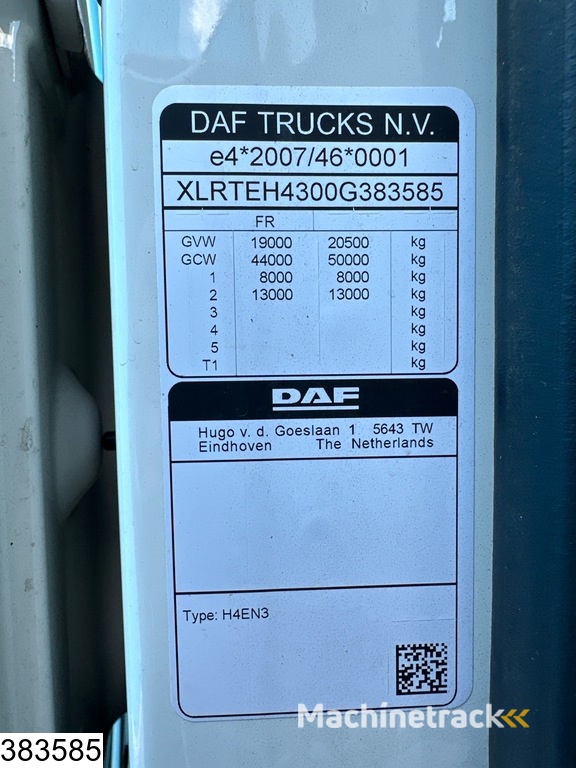 DAF TRUCKS N.V.
e4*2007/46*0001
XLRTEH4300G383585
FR
GVW 19000 20500 kg
GCW 44000 50000 kg
1 8000 8000 kg
2 13000 13000 kg
3 kg
4 kg
5 kg
T1 kg
DAF
Hugo v. d. Goeslaan 1 5643 TW
Eindhoven The Netherlands
Type: H4EN3
Machinetrack
383585